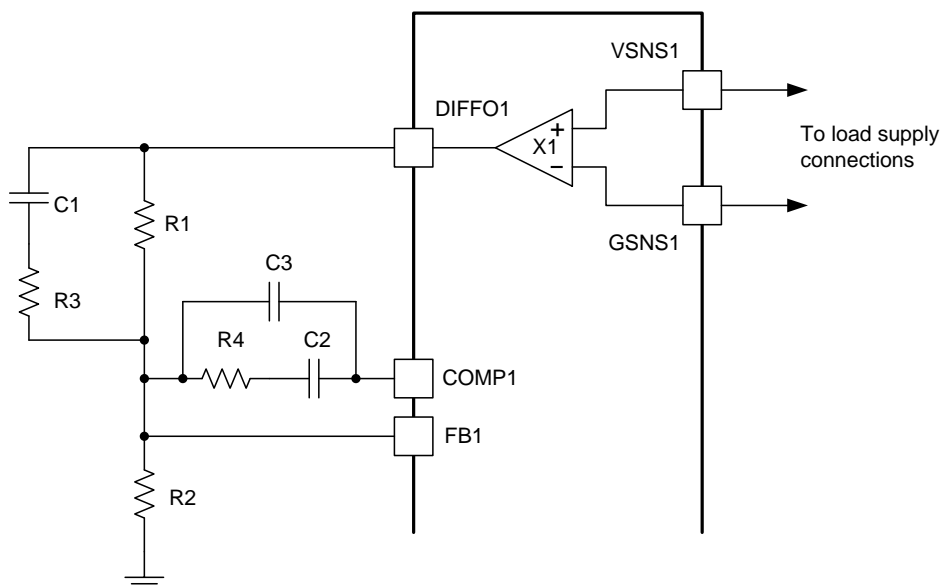 VSNS1
DIFFO1
+
X1
−
To load supply
connections
C1
R1
GSNS1
C3
R3
R4
C2
COMP1
FB1
R2